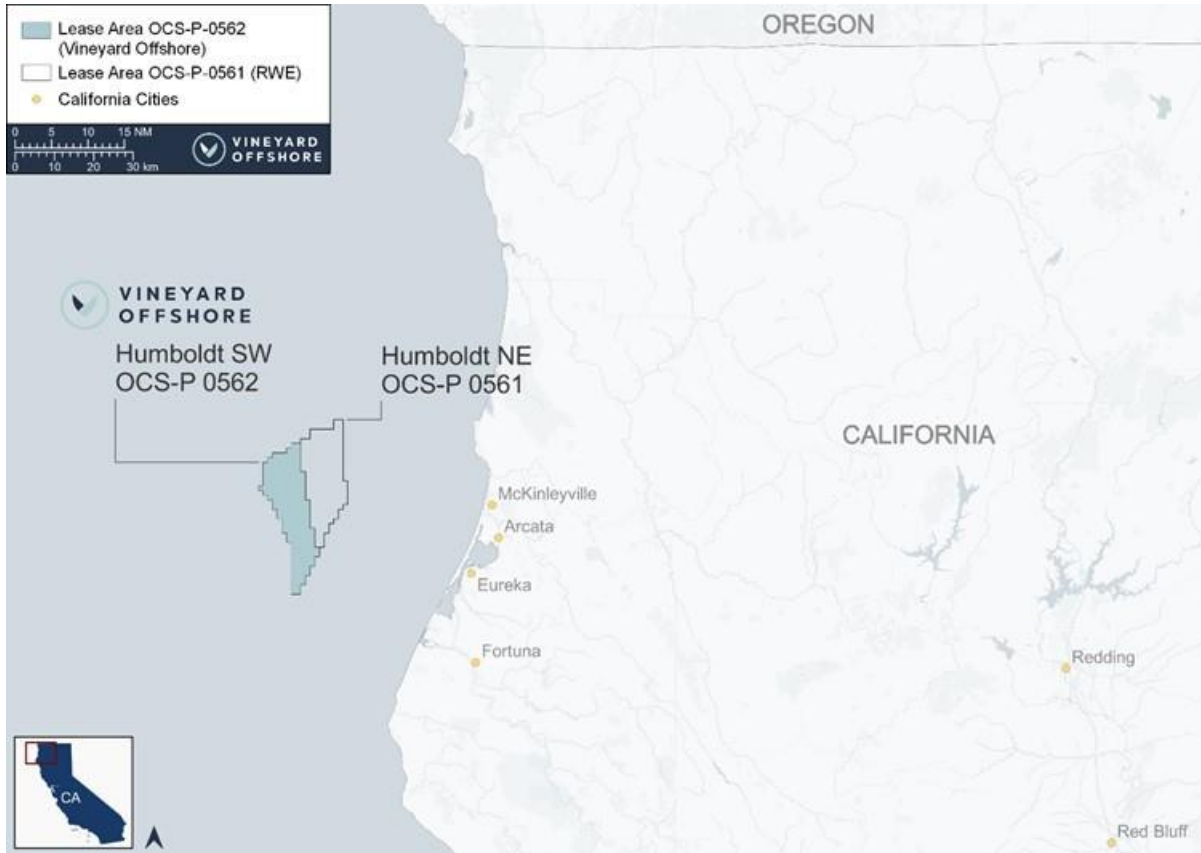 Lease Area OCS-P-0562
(Vineyard Offshore)
Lease Area OCS-P-0561 (RWE)
California Cities
0 5 10 15 NM
0 10 20 30 km
VINEYARD
OFFSHORE
OREGON
VINEYARD
OFFSHORE
Humboldt SW
OCS-P 0562
Humboldt NE
OCS-P 0561
CALIFORNIA
McKinleyville
Arcata
Eureka
Fortuna
Redding
CA
Red Bluff